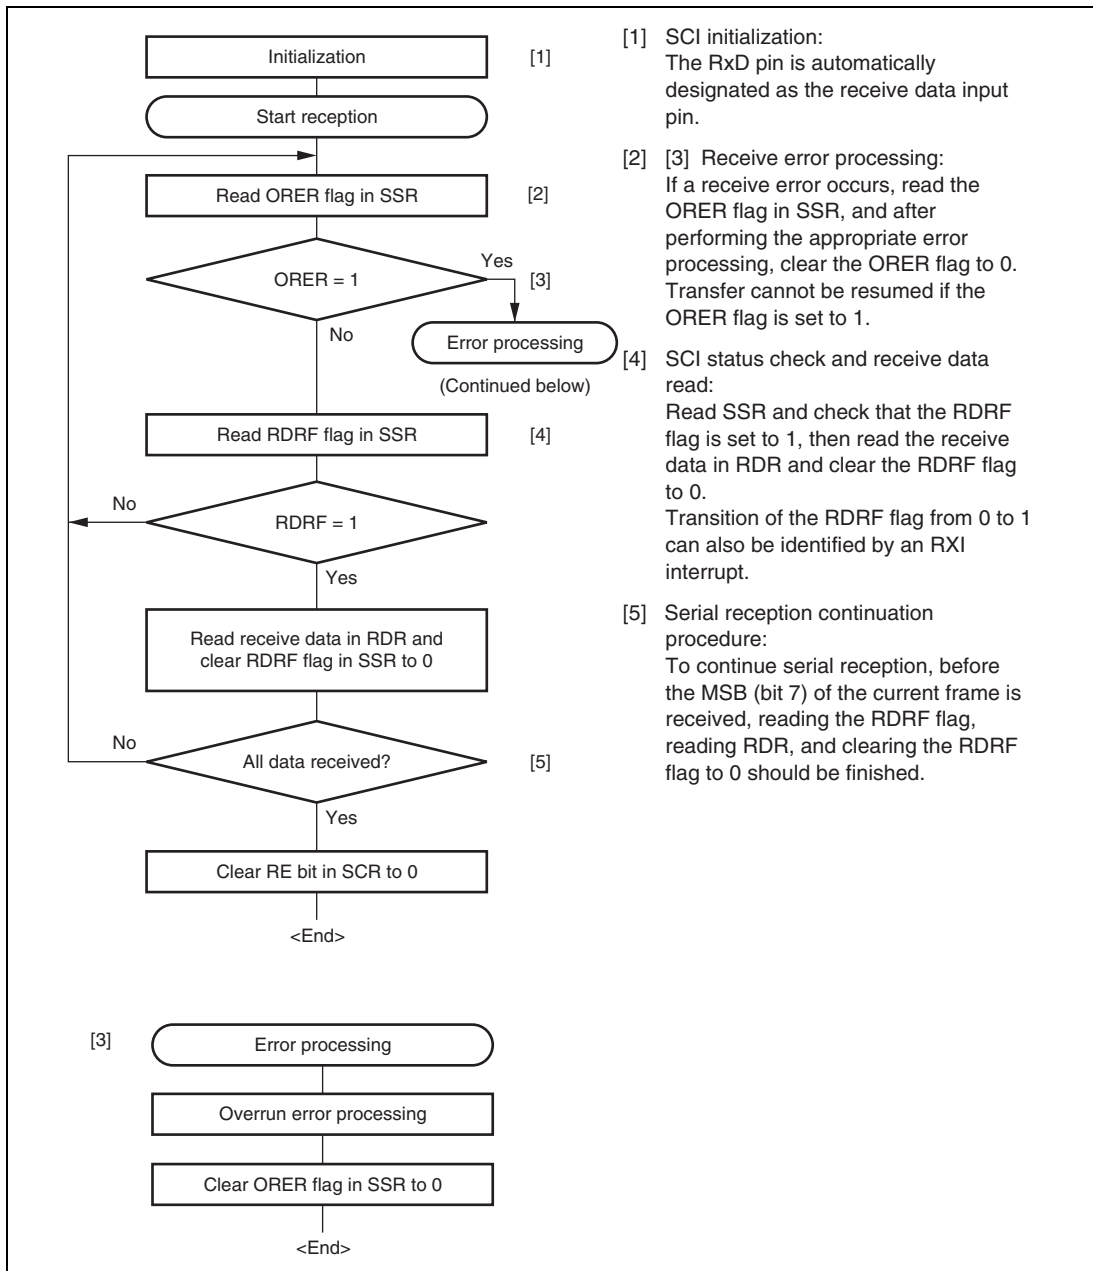 Initialization
[1]
Start reception
Read ORER flag in SSR
[2]
ORER = 1
Yes
[3]
No
Error processing
(Continued below)
Read RDRF flag in SSR
[4]
No
RDRF = 1
Yes
Read receive data in RDR and
clear RDRF flag in SSR to 0
No
All data received?
[5]
Yes
Clear RE bit in SCR to 0
<End>
[3]
Error processing
Overrun error processing
Clear ORER flag in SSR to 0
<End>
[1] SCI initialization:
The RxD pin is automatically
designated as the receive data input
pin.
[2] [3] Receive error processing:
If a receive error occurs, read the
ORER flag in SSR, and after
performing the appropriate error
processing, clear the ORER flag to 0.
Transfer cannot be resumed if the
ORER flag is set to 1.
[4] SCI status check and receive data
read:
Read SSR and check that the RDRF
flag is set to 1, then read the receive
data in RDR and clear the RDRF flag
to 0.
Transition of the RDRF flag from 0 to 1
can also be identified by an RXI
interrupt.
[5] Serial reception continuation
procedure:
To continue serial reception, before
the MSB (bit 7) of the current frame is
received, reading the RDRF flag,
reading RDR, and clearing the RDRF
flag to 0 should be finished.